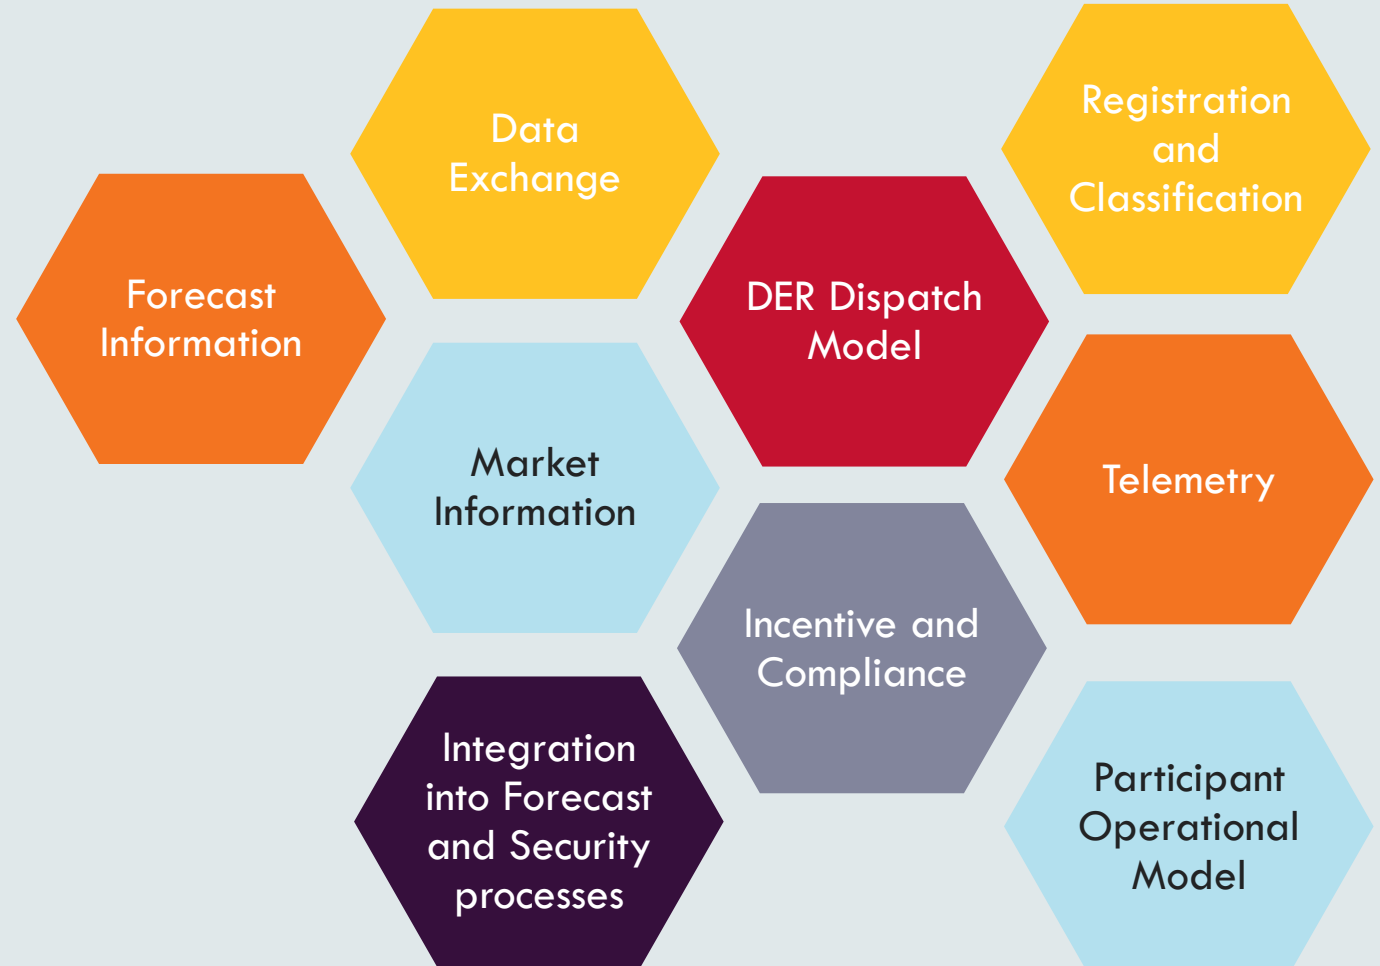 Data
Exchange
Registration
and
Classification
Forecast
Information
DER Dispatch
Model
Market
Information
Telemetry
Incentive and
Compliance
Integration
into Forecast
and Security
processes
Participant
Operational
Model